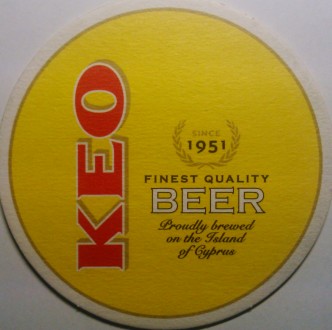 KEO
SINCE
1951
FINEST QUALITY
BEER
Proudly brewed
on the Island
of Cyprus